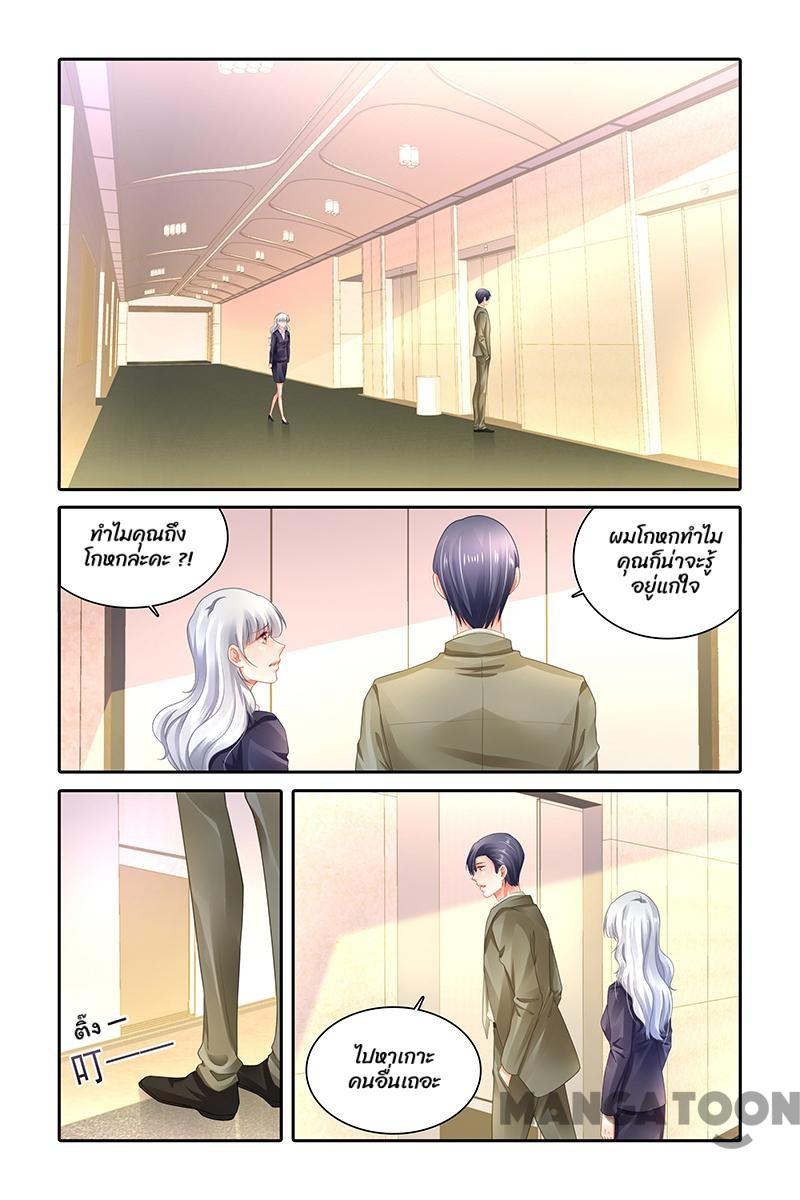 ทำไมคุณถึง
โกหกล่ะคะ ?!
ผมโกหกทำไม
คุณก็น่าจะรู้
อยู่แก่ใจ
ติ๊ง–
叮——
ไปหาเกาะ
คนอื่นเถอะ
MANGATOON